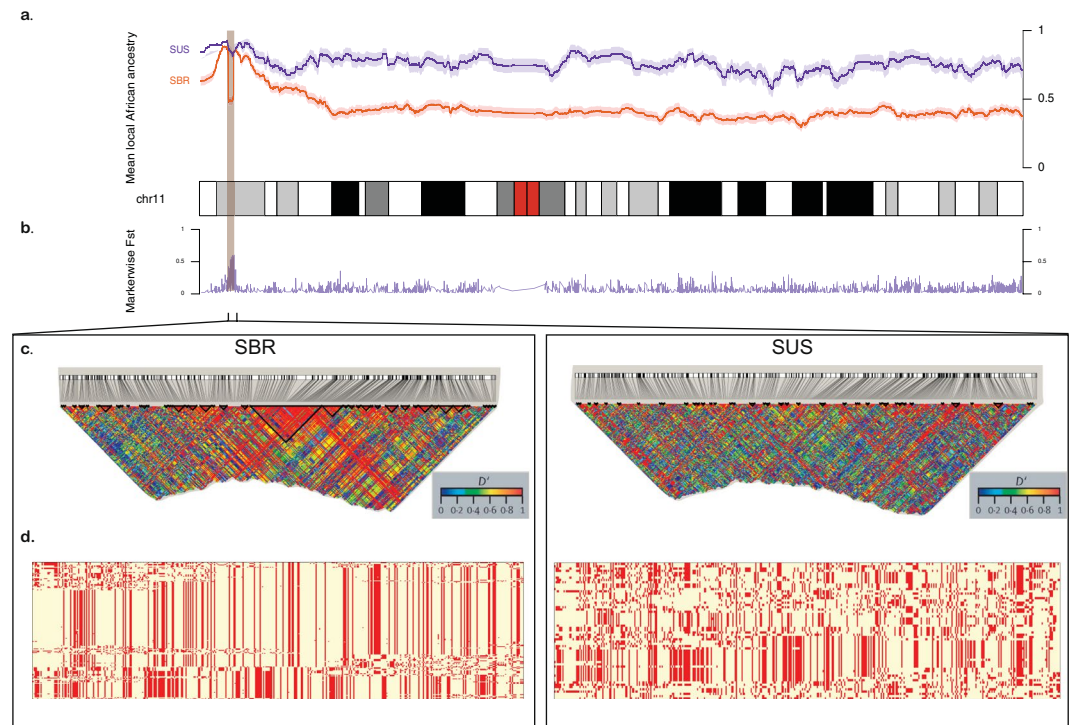 a.
SUS
SBR
Mean local African ancestry
1
0.5
0
chr11
b.
Markerwise Fst
1
0.5
0
1
0.5
0
c.
SBR
SUS
D'
0 0·2 0·4 0·6 0·8 1
D'
0 0·2 0·4 0·6 0·8 1
d.